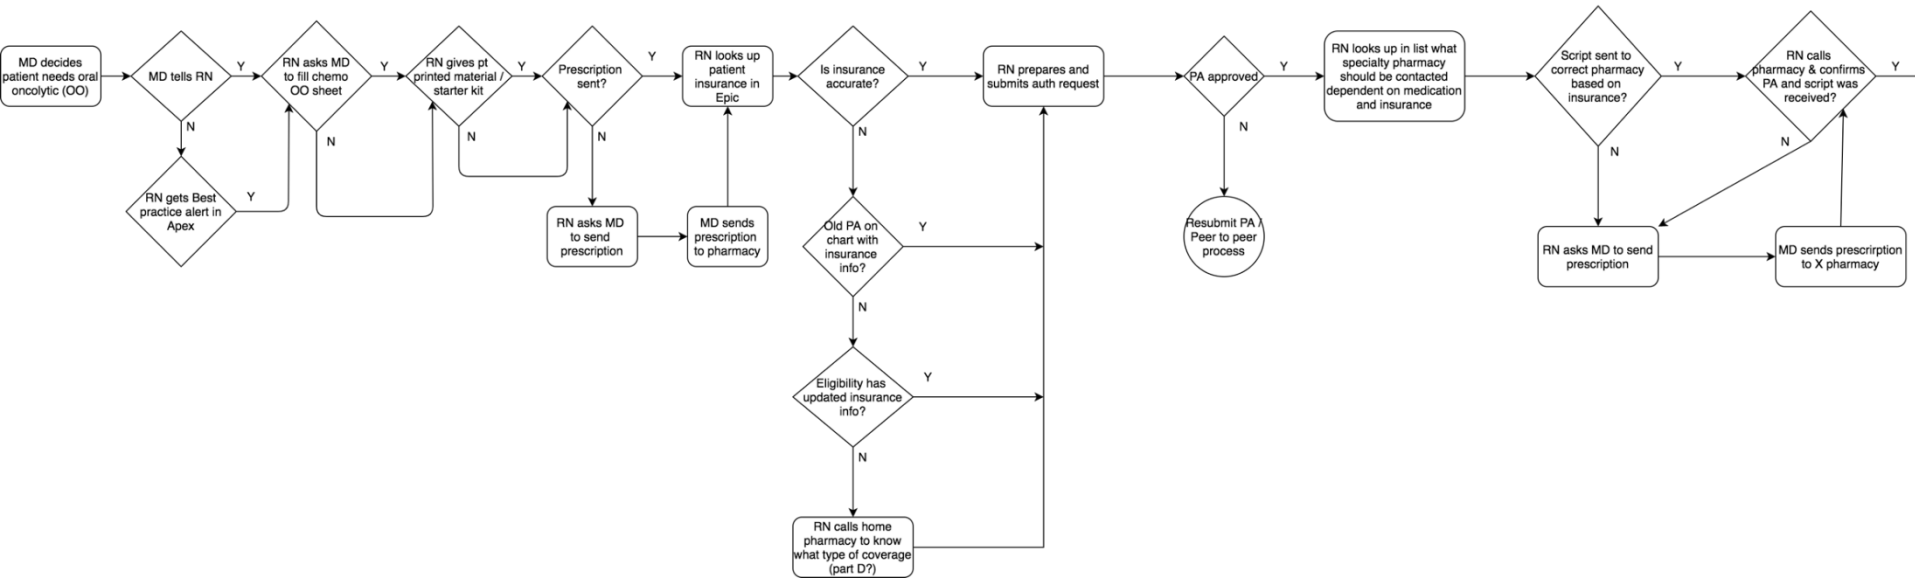 MD decides
patient needs oral
oncolytic (OO)
MD tells RN
Y
N
RN gets Best
practice alert in
Apex
Y
RN asks MD
to fill chemo
OO sheet
Y
N
RN gives pt
printed material /
starter kit
Y
N
Prescription
sent?
Y
N
RN asks MD
to send
prescription
MD sends
prescription
to pharmacy
RN looks up
patient
insurance in
Epic
Is insurance
accurate?
Y
N
Old PA on
chart with
insurance
info?
Y
N
Eligibility has
updated insurance
info?
Y
N
RN calls home
pharmacy to know
what type of coverage
(part D?)
RN prepares and
submits auth request
PA approved
Y
N
Resubmit PA /
Peer to peer
process
RN looks up in list what
specialty pharmacy
should be contacted
dependent on medication
and insurance
Script sent to
correct pharmacy
based on
insurance?
Y
N
RN calls
pharmacy & confirms
PA and script was
received?
Y
N
RN asks MD to send
prescription
MD sends prescrirption
to X pharmacy